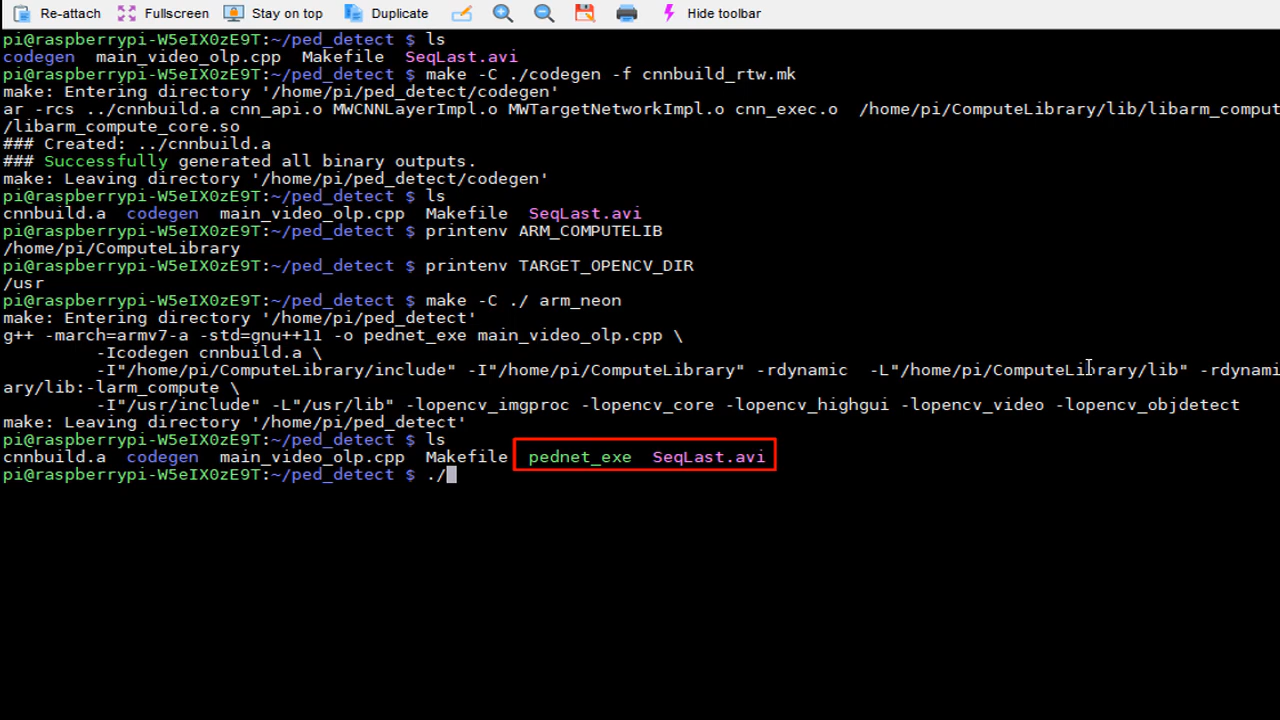 Re-attach Fullscreen Stay on top Duplicate Hide toolbar
pi@raspberrypi-W5eIX0zE9T:~/ped_detect $ ls
codegen  main_video_olp.cpp  Makefile  SeqLast.avi
pi@raspberrypi-W5eIX0zE9T:~/ped_detect $ make -C ./codegen -f cnnbuild_rtw.mk
make: Entering directory '/home/pi/ped_detect/codegen'
ar -rcs ../cnnbuild.a cnn_api.o MWCNNLayerImpl.o MWTargetNetworkImpl.o cnn_exec.o  /home/pi/ComputeLibrary/lib/libarm_comput
/libarm_compute_core.so
### Created: ../cnnbuild.a
### Successfully generated all binary outputs.
make: Leaving directory '/home/pi/ped_detect/codegen'
pi@raspberrypi-W5eIX0zE9T:~/ped_detect $ ls
cnnbuild.a  codegen  main_video_olp.cpp  Makefile  SeqLast.avi
pi@raspberrypi-W5eIX0zE9T:~/ped_detect $ printenv ARM_COMPUTELIB
/home/pi/ComputeLibrary
pi@raspberrypi-W5eIX0zE9T:~/ped_detect $ printenv TARGET_OPENCV_DIR
/usr
pi@raspberrypi-W5eIX0zE9T:~/ped_detect $ make -C ./ arm_neon
make: Entering directory '/home/pi/ped_detect'
g++ -march=armv7-a -std=gnu++11 -o pednet_exe main_video_olp.cpp \
-Icodegen cnnbuild.a \
-I"/home/pi/ComputeLibrary/include" -I"/home/pi/ComputeLibrary" -rdynamic  -L"/home/pi/ComputeLibrary/lib" -rdynami
ary/lib:-larm_compute \
-I"/usr/include" -L"/usr/lib" -lopencv_imgproc -lopencv_core -lopencv_highgui -lopencv_video -lopencv_objdetect
make: Leaving directory '/home/pi/ped_detect'
pi@raspberrypi-W5eIX0zE9T:~/ped_detect $ ls
cnnbuild.a  codegen  main_video_olp.cpp  Makefile  pednet_exe  SeqLast.avi
pi@raspberrypi-W5eIX0zE9T:~/ped_detect $ ./